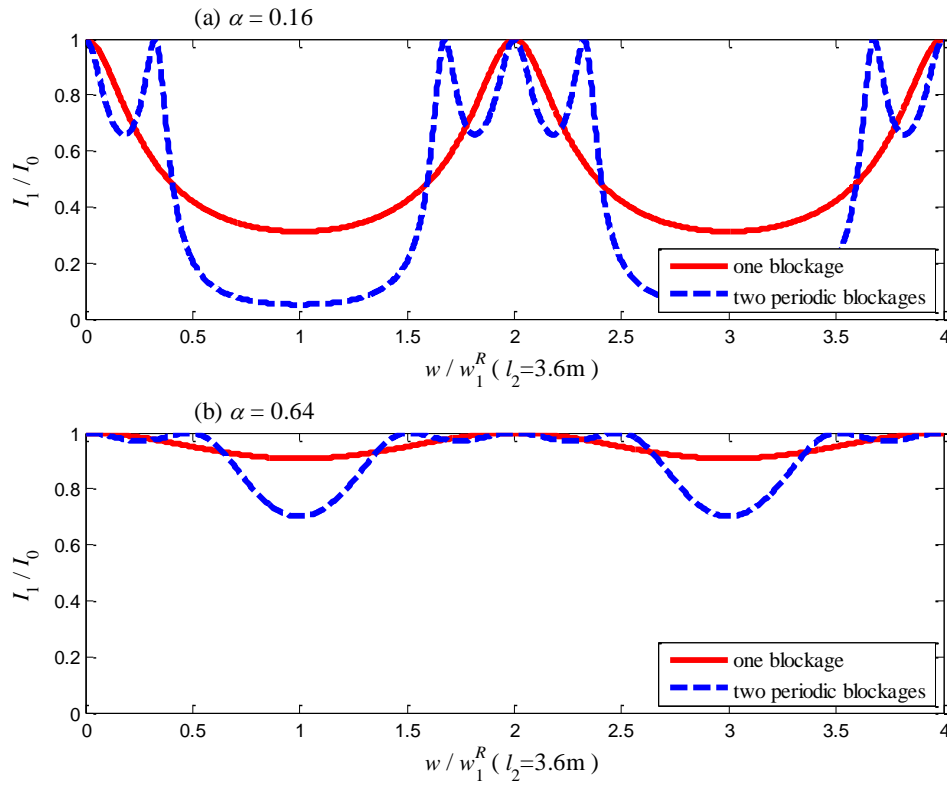 (a) α = 0.16
1
0.8
0.6
0.4
0.2
0
I₁ / I₀
0 0.5 1 1.5 2 2.5 3 3.5 4
one blockage
two periodic blockages
w / w₁ᴿ ( l₂=3.6m )
(b) α = 0.64
1
0.8
0.6
0.4
0.2
0
I₁ / I₀
0 0.5 1 1.5 2 2.5 3 3.5 4
one blockage
two periodic blockages
w / w₁ᴿ ( l₂=3.6m )